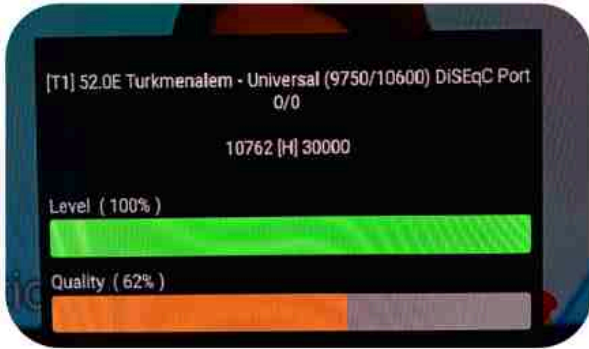 [T1] 52.0E Turkmenalem - Universal (9750/10600) DiSEqC Port
0/0
10762 [H] 30000
Level ( 100% )
Quality ( 62% )